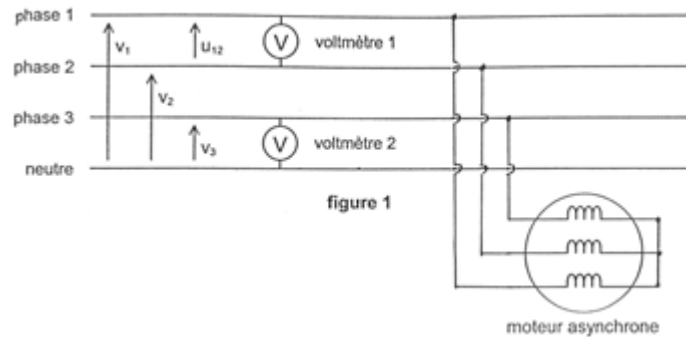 phase 1
v1
u12
V
voltmètre 1
phase 2
v2
phase 3
v3
V
voltmètre 2
neutre
figure 1
moteur asynchrone